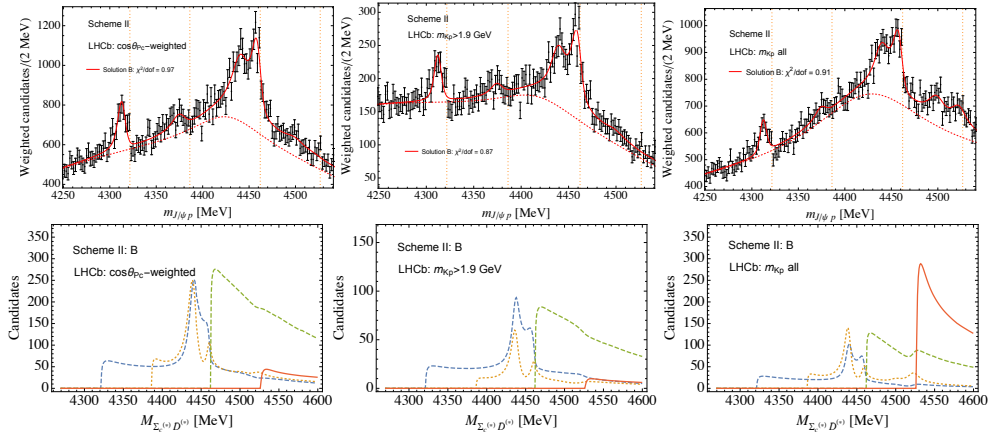 Scheme II
LHCb: cosθPc−weighted
Solution B: χ²/dof = 0.97
Weighted candidates/(2 MeV)
400
600
800
1000
1200
4250
4300
4350
4400
4450
4500
mJ/ψ p [MeV]
Scheme II
LHCb: mKp>1.9 GeV
Solution B: χ²/dof = 0.87
Weighted candidates/(2 MeV)
50
100
150
200
250
300
4250
4300
4350
4400
4450
4500
mJ/ψ p [MeV]
Scheme II
LHCb: mKp all
Solution B: χ²/dof = 0.91
Weighted candidates/(2 MeV)
400
500
600
700
800
900
1000
4250
4300
4350
4400
4450
4500
mJ/ψ p [MeV]
Scheme II: B
LHCb: cosθPc−weighted
Candidates
0
50
100
150
200
250
300
350
4300
4350
4400
4450
4500
4550
4600
MΣc(*) D(*) [MeV]
Scheme II: B
LHCb: mKp>1.9 GeV
Candidates
0
50
100
150
200
4300
4350
4400
4450
4500
4550
4600
MΣc(*) D(*) [MeV]
Scheme II: B
LHCb: mKp all
Candidates
0
50
100
150
200
250
300
350
4300
4350
4400
4450
4500
4550
4600
MΣc(*) D(*) [MeV]